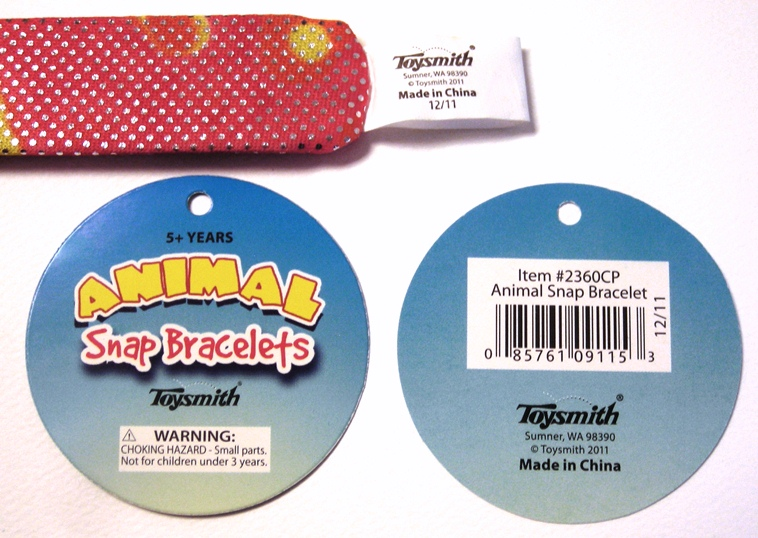 Toysmith®
Sumner, WA 98390
© Toysmith 2011
Made in China
12/11
5+ YEARS
ANIMAL
Snap Bracelets
Toysmith®
⚠ WARNING:
CHOKING HAZARD - Small parts.
Not for children under 3 years.
Item #2360CP
Animal Snap Bracelet
12/11
0 85761 09115 3
Toysmith®
Sumner, WA 98390
© Toysmith 2011
Made in China